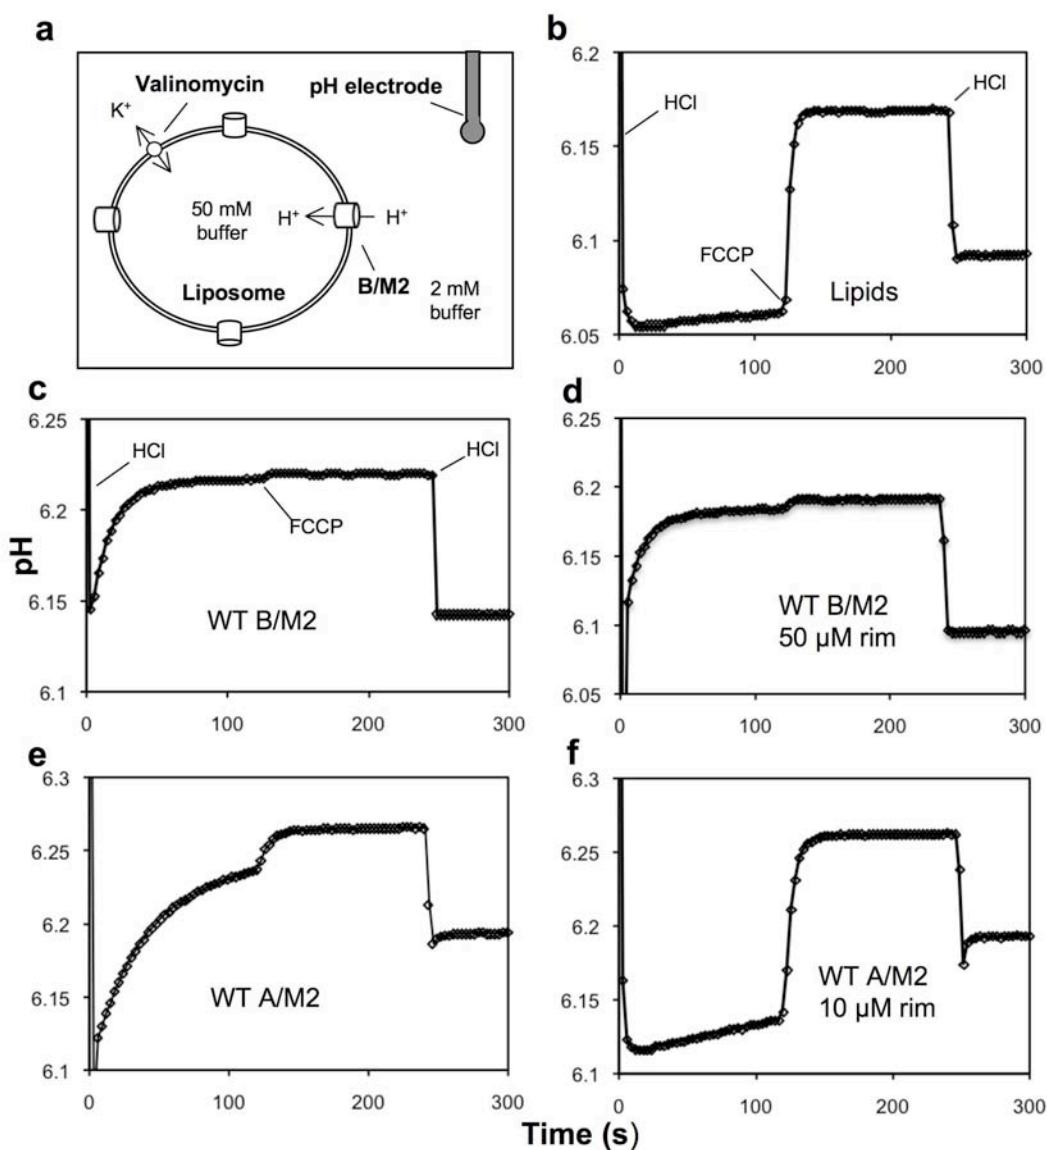 a
Valinomycin
K+
pH electrode
50 mM
buffer
H+
H+
Liposome
B/M2
2 mM
buffer
b
6.2
6.15
6.1
6.05
HCl
HCl
FCCP
Lipids
0
100
200
300
c
6.25
6.2
6.15
6.1
HCl
HCl
FCCP
WT B/M2
0
100
200
300
pH
d
6.2
6.15
6.1
6.05
WT B/M2
50 µM rim
0
100
200
300
e
6.3
6.25
6.2
6.15
6.1
WT A/M2
0
100
200
300
f
6.3
6.25
6.2
6.15
6.1
WT A/M2
10 µM rim
0
100
200
300
Time (s)